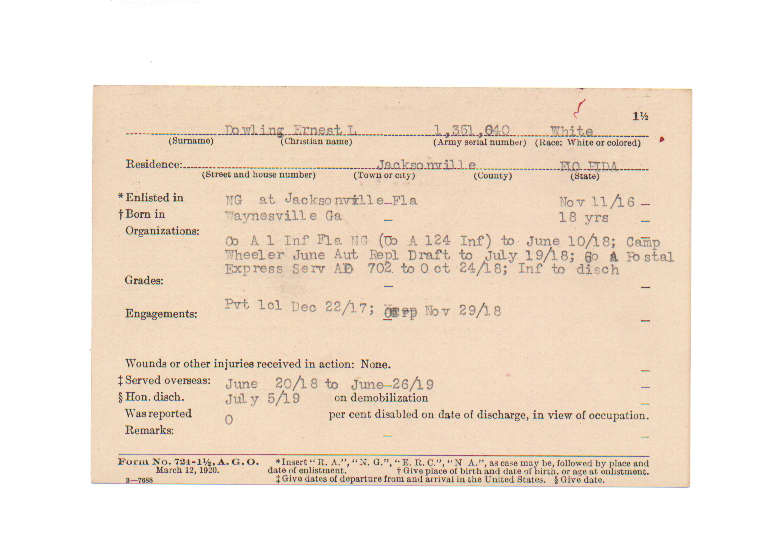 1½
Dowling Ernest L 1,361,640 White
(Surname) (Christian name) (Army serial number) (Race: White or colored)
Residence: Jacksonville FLORIDA
(Street and house number) (Town or city) (County) (State)
*Enlisted in NG at Jacksonville Fla Nov 11/16
†Born in Waynesville Ga 18 yrs
Organizations: Co A 1 Inf Fla NG (Co A 124 Inf) to June 10/18; Camp
Wheeler June Aut Repl Draft to July 19/18; Co A Postal
Express Serv 702 to Oct 24/18; Inf to disch
Grades:
Pvt 1cl Dec 22/17; Corp Nov 29/18
Engagements:
Wounds or other injuries received in action: None.
‡Served overseas: June 20/18 to June 26/19
§Hon. disch. July 5/19 on demobilization
Was reported 0 per cent disabled on date of discharge, in view of occupation.
Remarks:
Form No. 724-1½, A. G. O. *Insert "R. A.", "N. G.", "E. R. C.", "N A.", as case may be, followed by place and
March 12, 1920. date of enlistment. †Give place of birth and date of birth, or age at enlistment.
3—7688 ‡Give dates of departure from and arrival in the United States. §Give date.